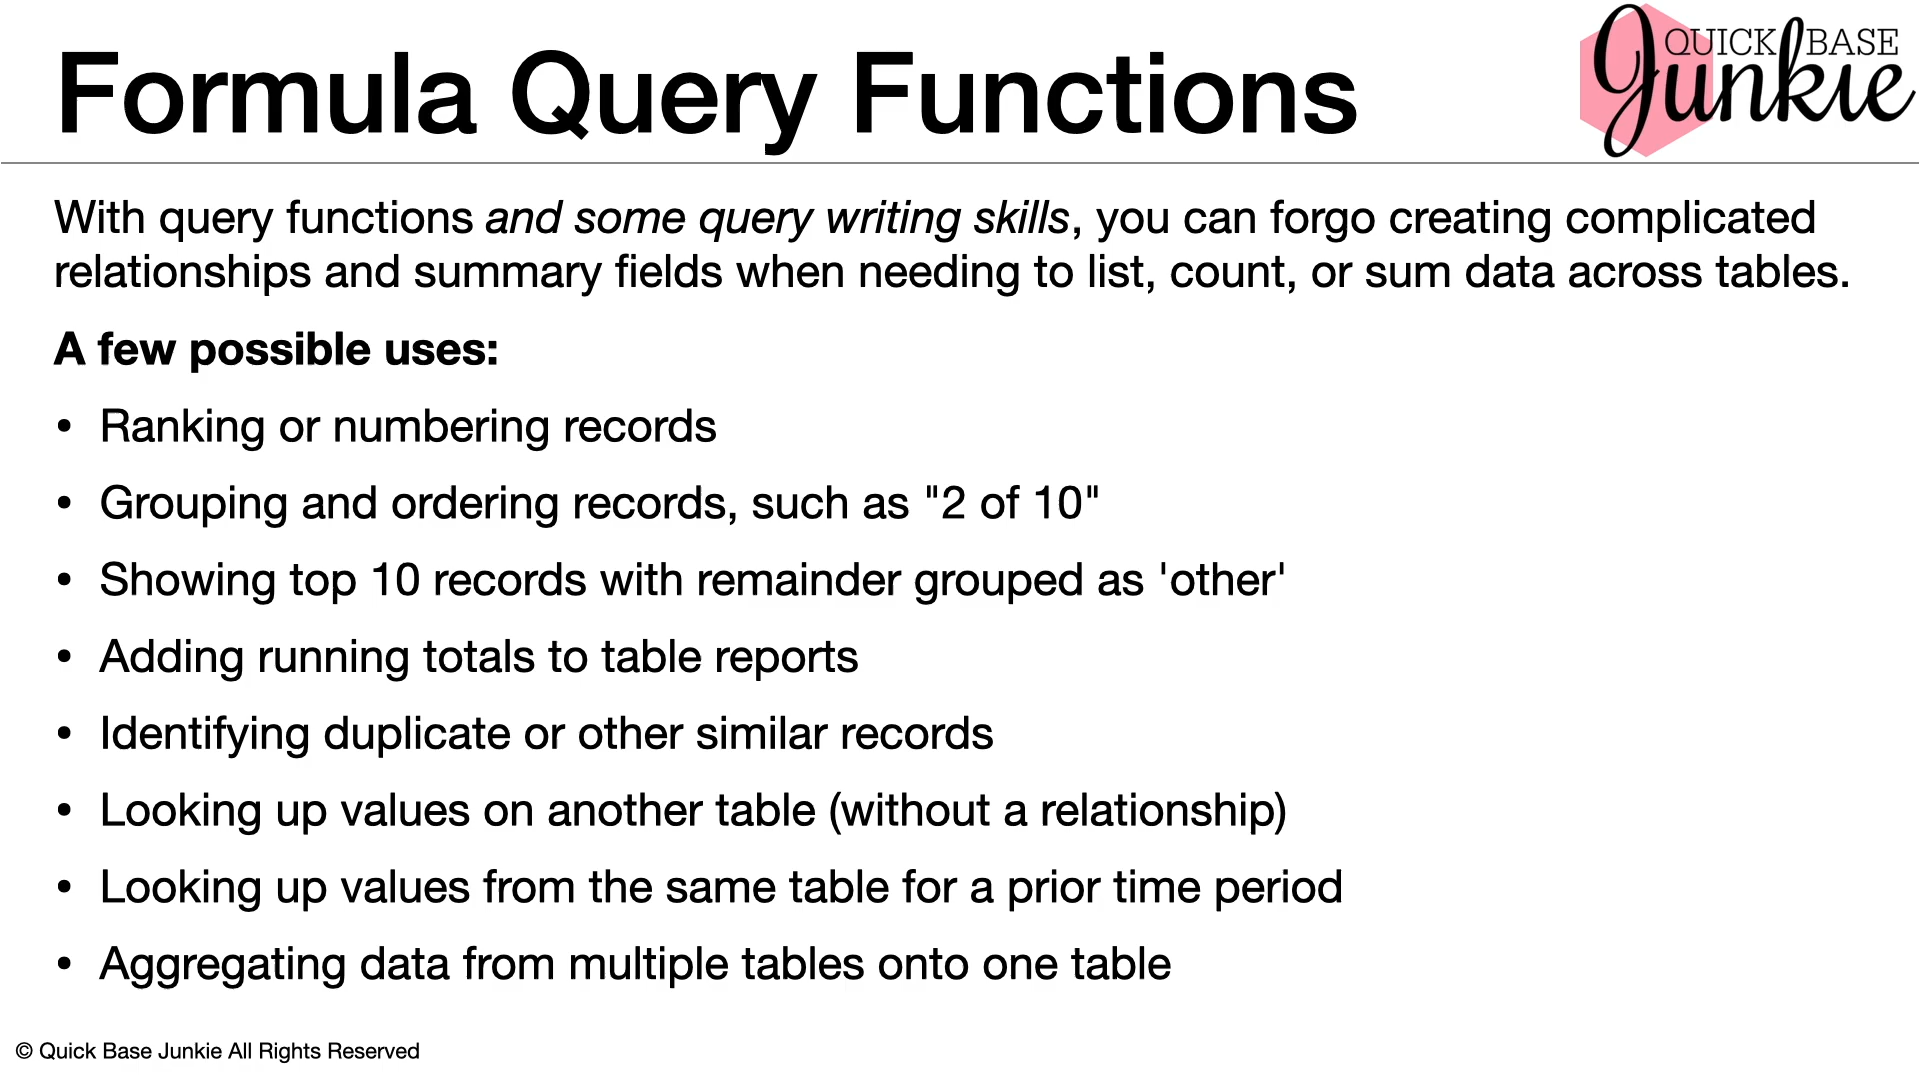 Formula Query Functions
QUICK BASE
Junkie
With query functions and some query writing skills, you can forgo creating complicated
relationships and summary fields when needing to list, count, or sum data across tables.
A few possible uses:
• Ranking or numbering records
• Grouping and ordering records, such as "2 of 10"
• Showing top 10 records with remainder grouped as 'other'
• Adding running totals to table reports
• Identifying duplicate or other similar records
• Looking up values on another table (without a relationship)
• Looking up values from the same table for a prior time period
• Aggregating data from multiple tables onto one table
© Quick Base Junkie All Rights Reserved